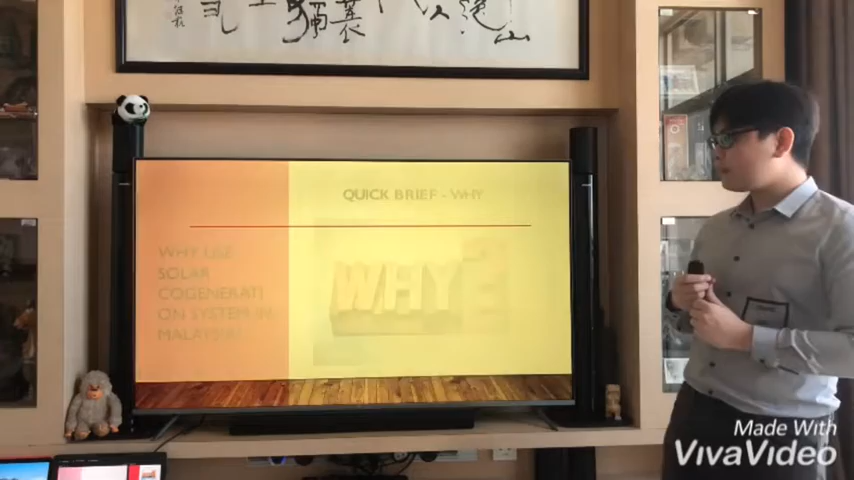 QUICK BRIEF - WHY
WHY USE
SOLAR
COGENERATI
ON SYSTEM IN
MALAYSIA
WHY
Made With
VivaVideo